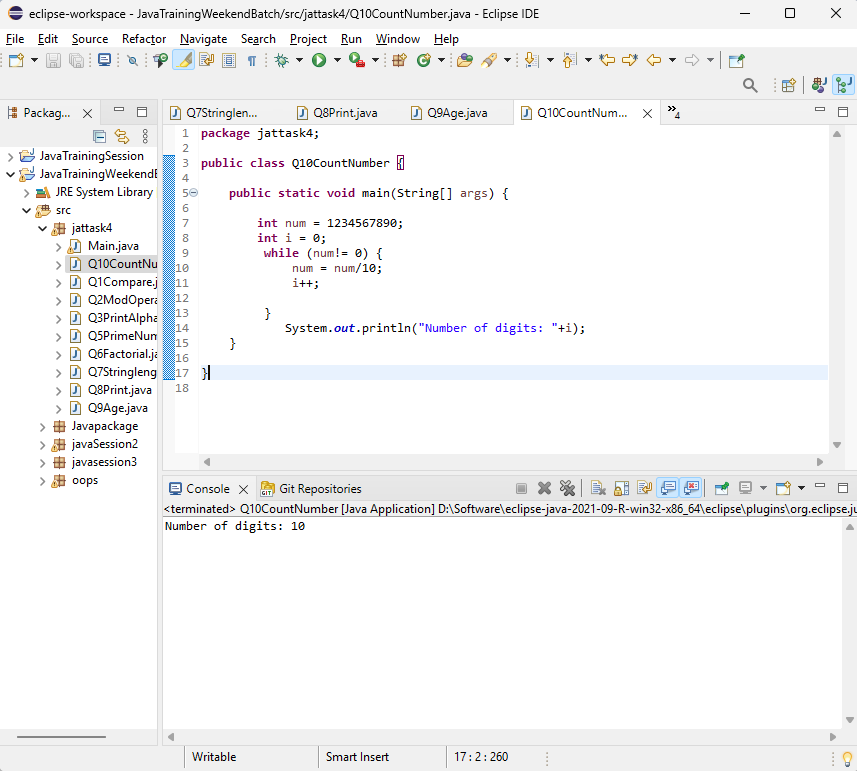 eclipse-workspace - JavaTrainingWeekendBatch/src/jattask4/Q10CountNumber.java - Eclipse IDE
File Edit Source Refactor Navigate Search Project Run Window Help
Packag...
JavaTrainingSession
JavaTrainingWeekendB
JRE System Library
src
jattask4
Main.java
Q10CountNu
Q1Compare.j
Q2ModOpera
Q3PrintAlpha
Q5PrimeNum
Q6Factorial.ja
Q7Stringleng
Q8Print.java
Q9Age.java
Javapackage
javaSession2
javasession3
oops
Q7Stringlen... Q8Print.java Q9Age.java Q10CountNum... »4
1 package jattask4;
2
3 public class Q10CountNumber {
4
5 public static void main(String[] args) {
6
7 int num = 1234567890;
8 int i = 0;
9 while (num!= 0) {
10 num = num/10;
11 i++;
12
13 }
14 System.out.println("Number of digits: "+i);
15 }
16
17 }
18
Console Git Repositories
<terminated> Q10CountNumber [Java Application] D:\Software\eclipse-java-2021-09-R-win32-x86_64\eclipse\plugins\org.eclipse.ju
Number of digits: 10
Writable Smart Insert 17 : 2 : 260